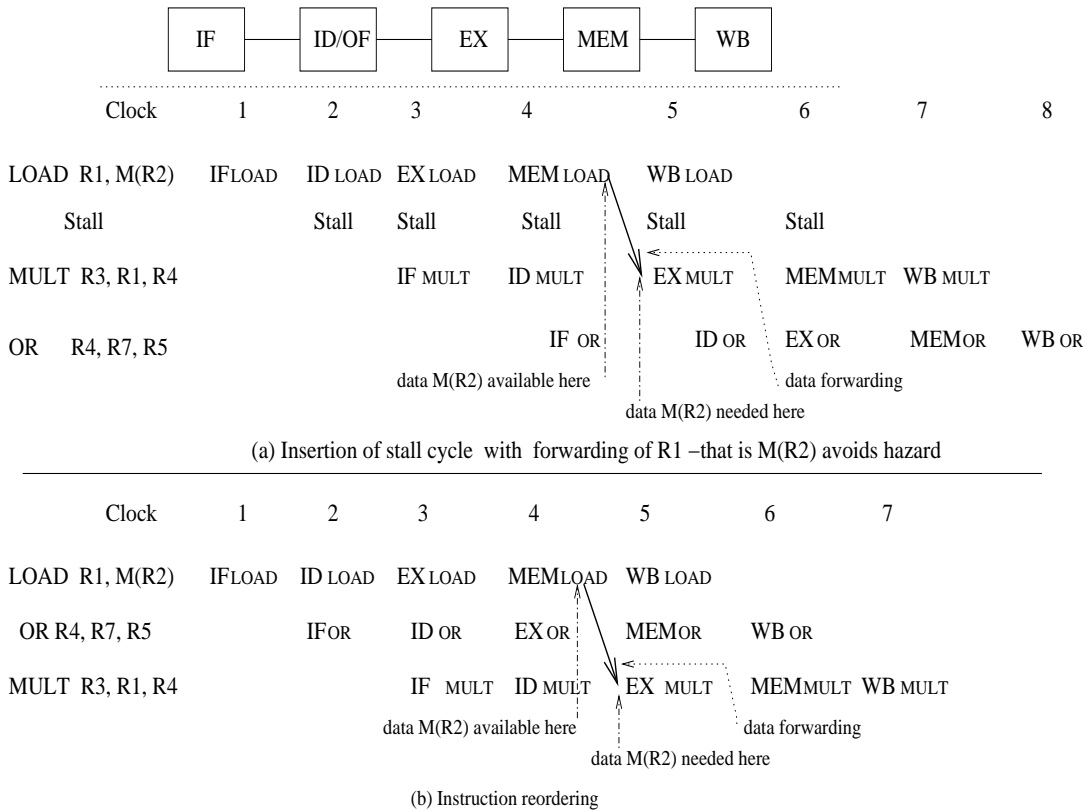 IF ID/OF EX MEM WB
Clock 1 2 3 4 5 6 7 8
LOAD R1, M(R2) IFLOAD ID LOAD EX LOAD MEM LOAD WB LOAD
Stall Stall Stall Stall Stall Stall
MULT R3, R1, R4 IF MULT ID MULT EX MULT MEMMULT WB MULT
OR R4, R7, R5 IF OR ID OR EX OR MEMOR WB OR
data M(R2) available here data forwarding
data M(R2) needed here
(a) Insertion of stall cycle with forwarding of R1 –that is M(R2) avoids hazard
Clock 1 2 3 4 5 6 7
LOAD R1, M(R2) IFLOAD ID LOAD EX LOAD MEMLOAD WB LOAD
OR R4, R7, R5 IFOR ID OR EX OR MEMOR WB OR
MULT R3, R1, R4 IF MULT ID MULT EX MULT MEMMULT WB MULT
data M(R2) available here data forwarding
data M(R2) needed here
(b) Instruction reordering